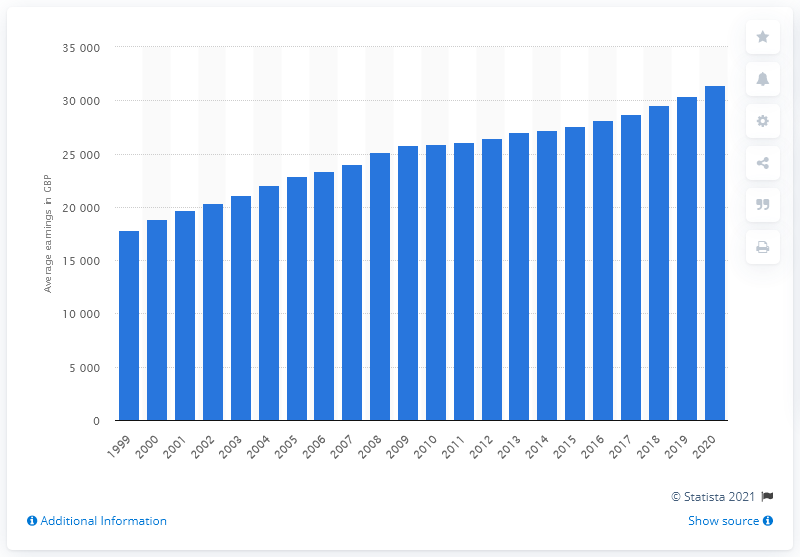 35 000
30 000
25 000
20 000
15 000
10 000
5 000
0
Average earnings in GBP
1999 2000 2001 2002 2003 2004 2005 2006 2007 2008 2009 2010 2011 2012 2013 2014 2015 2016 2017 2018 2019 2020
© Statista 2021
Additional Information Show source